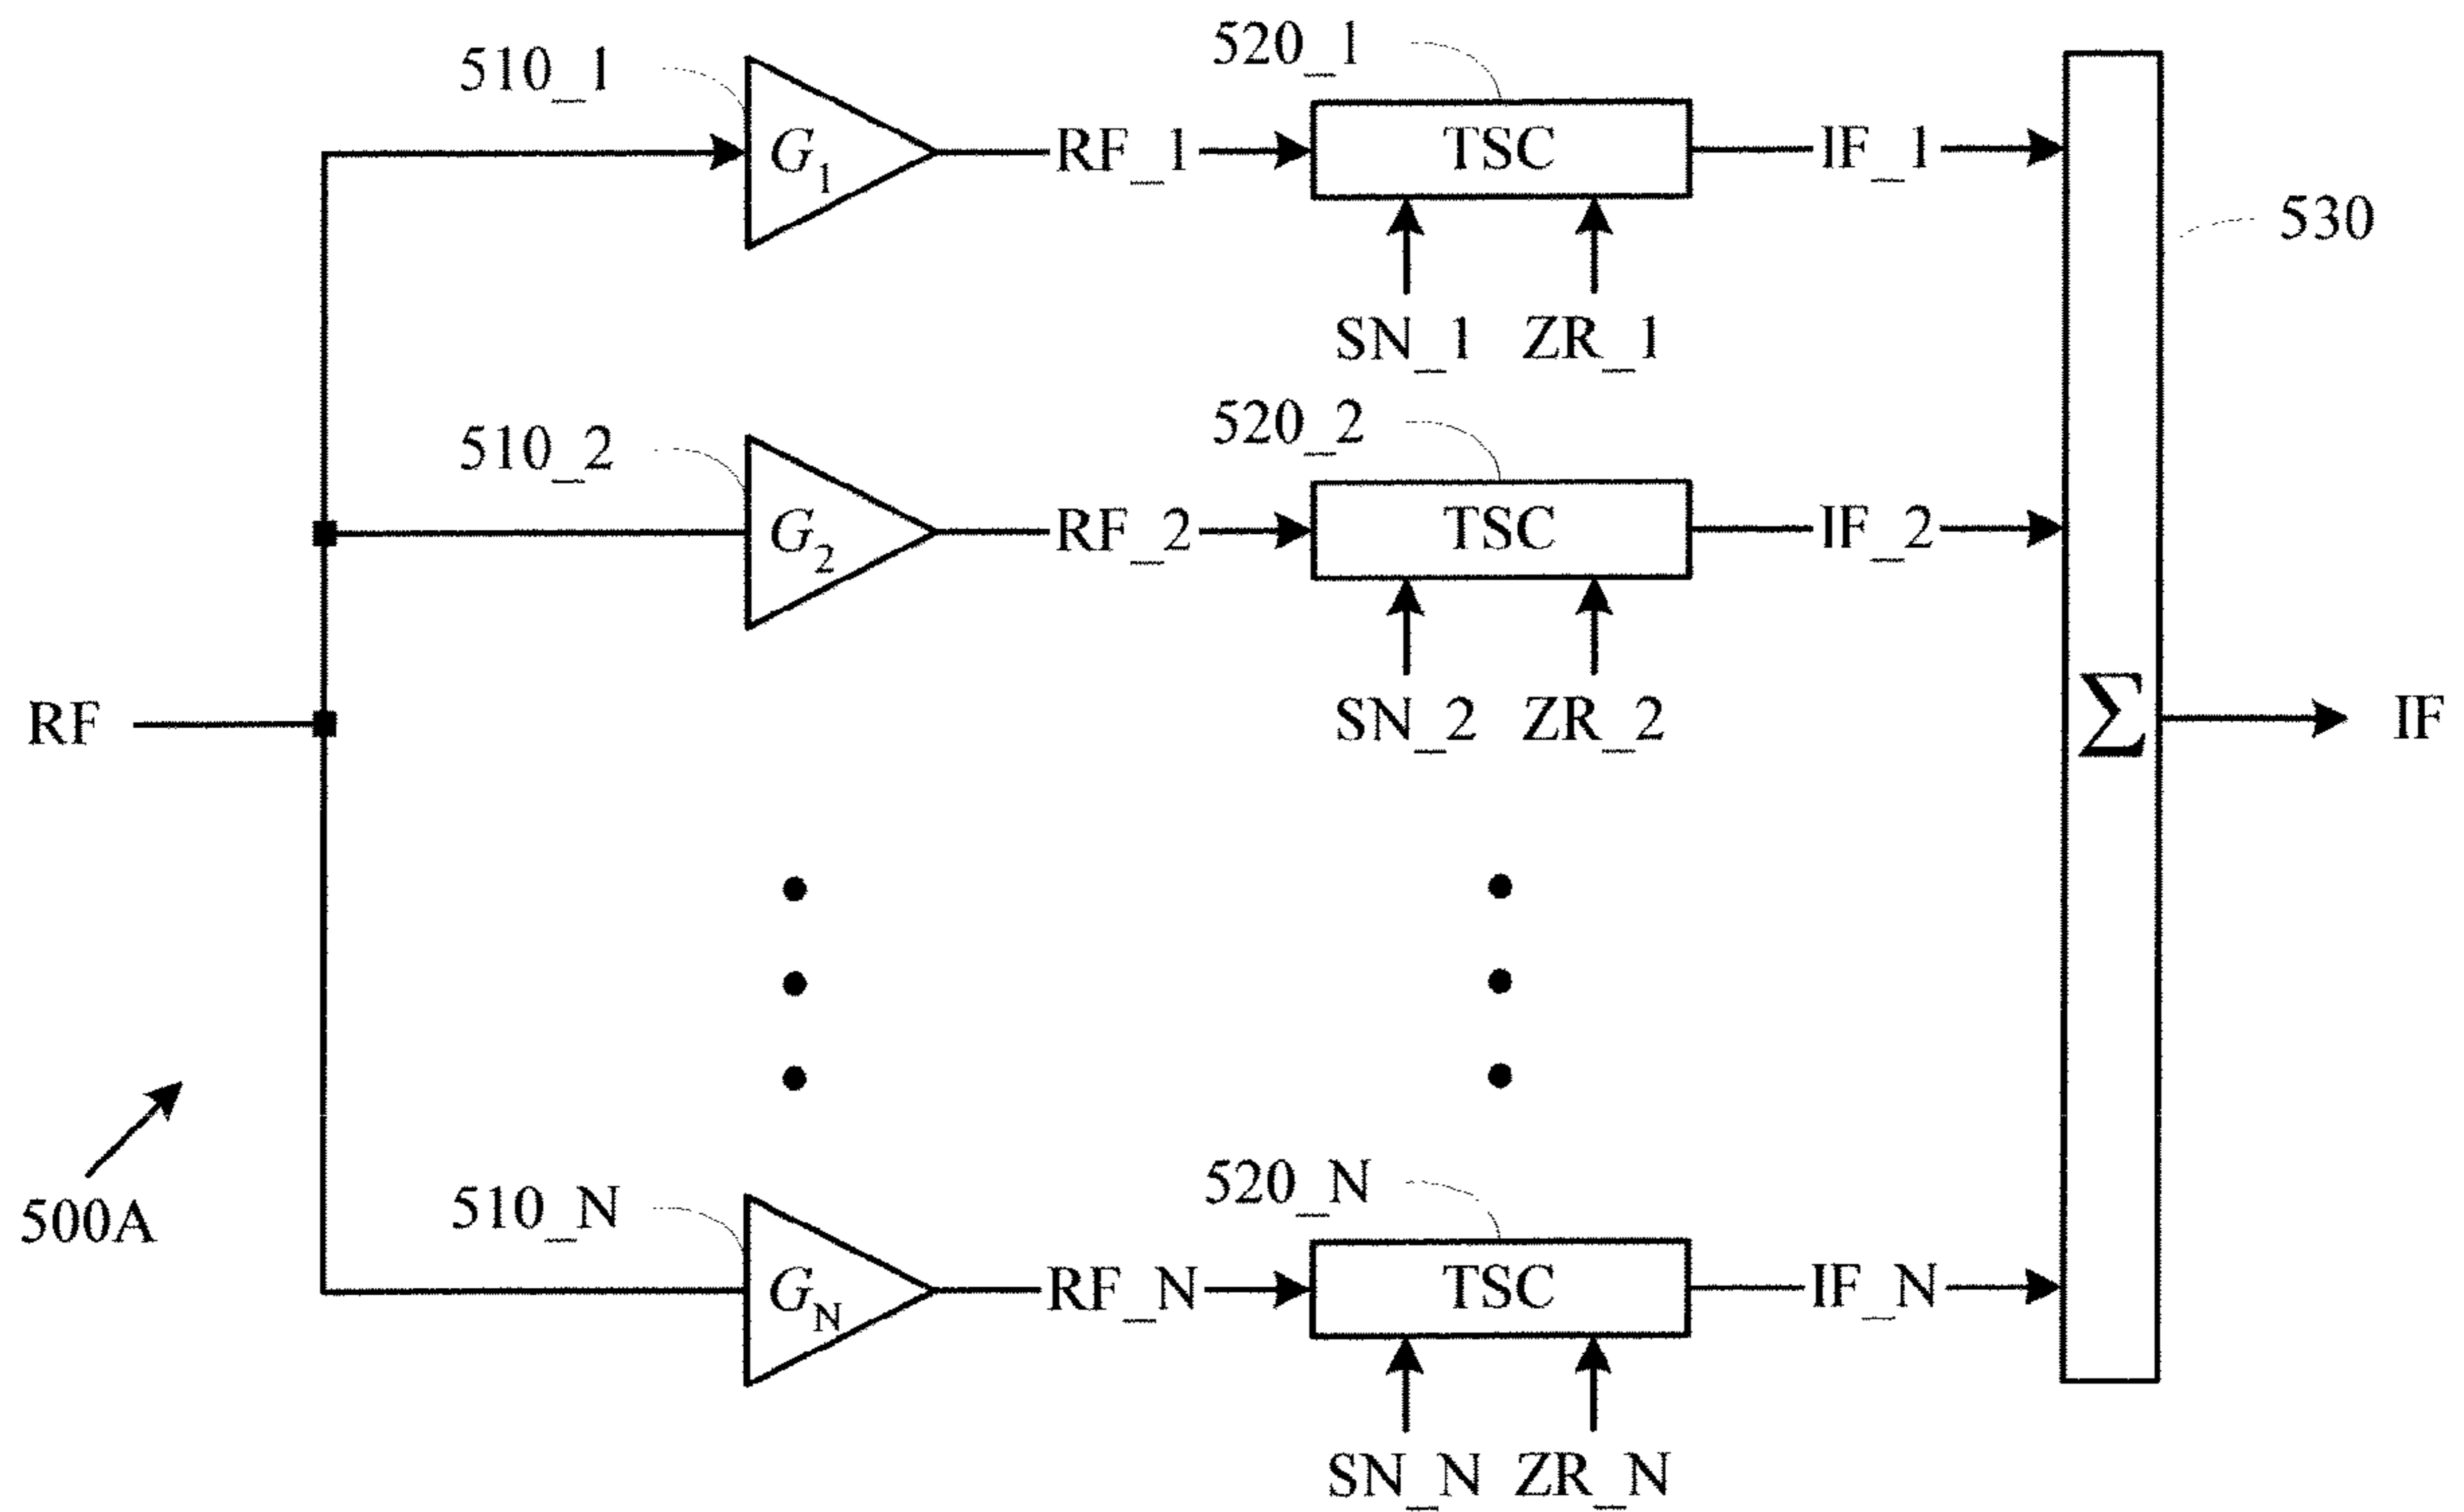 510_1
520_1
G1
RF_1
TSC
IF_1
530
SN_1
ZR_1
510_2
520_2
G2
RF_2
TSC
IF_2
SN_2
ZR_2
RF
Σ
IF
500A
510_N
520_N
GN
RF_N
TSC
IF_N
SN_N
ZR_N